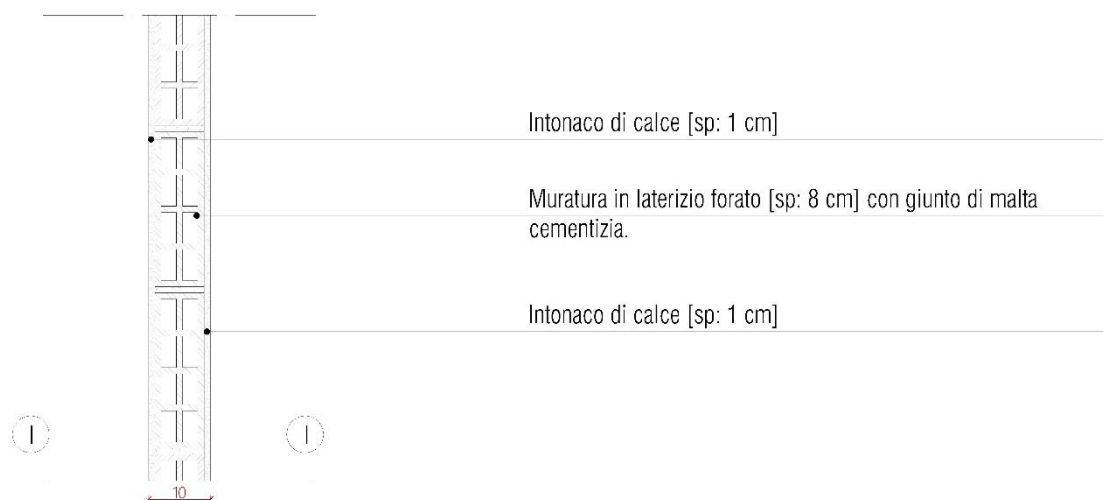 Intonaco di calce [sp: 1 cm]
Muratura in laterizio forato [sp: 8 cm] con giunto di malta
cementizia.
Intonaco di calce [sp: 1 cm]
I
I
10